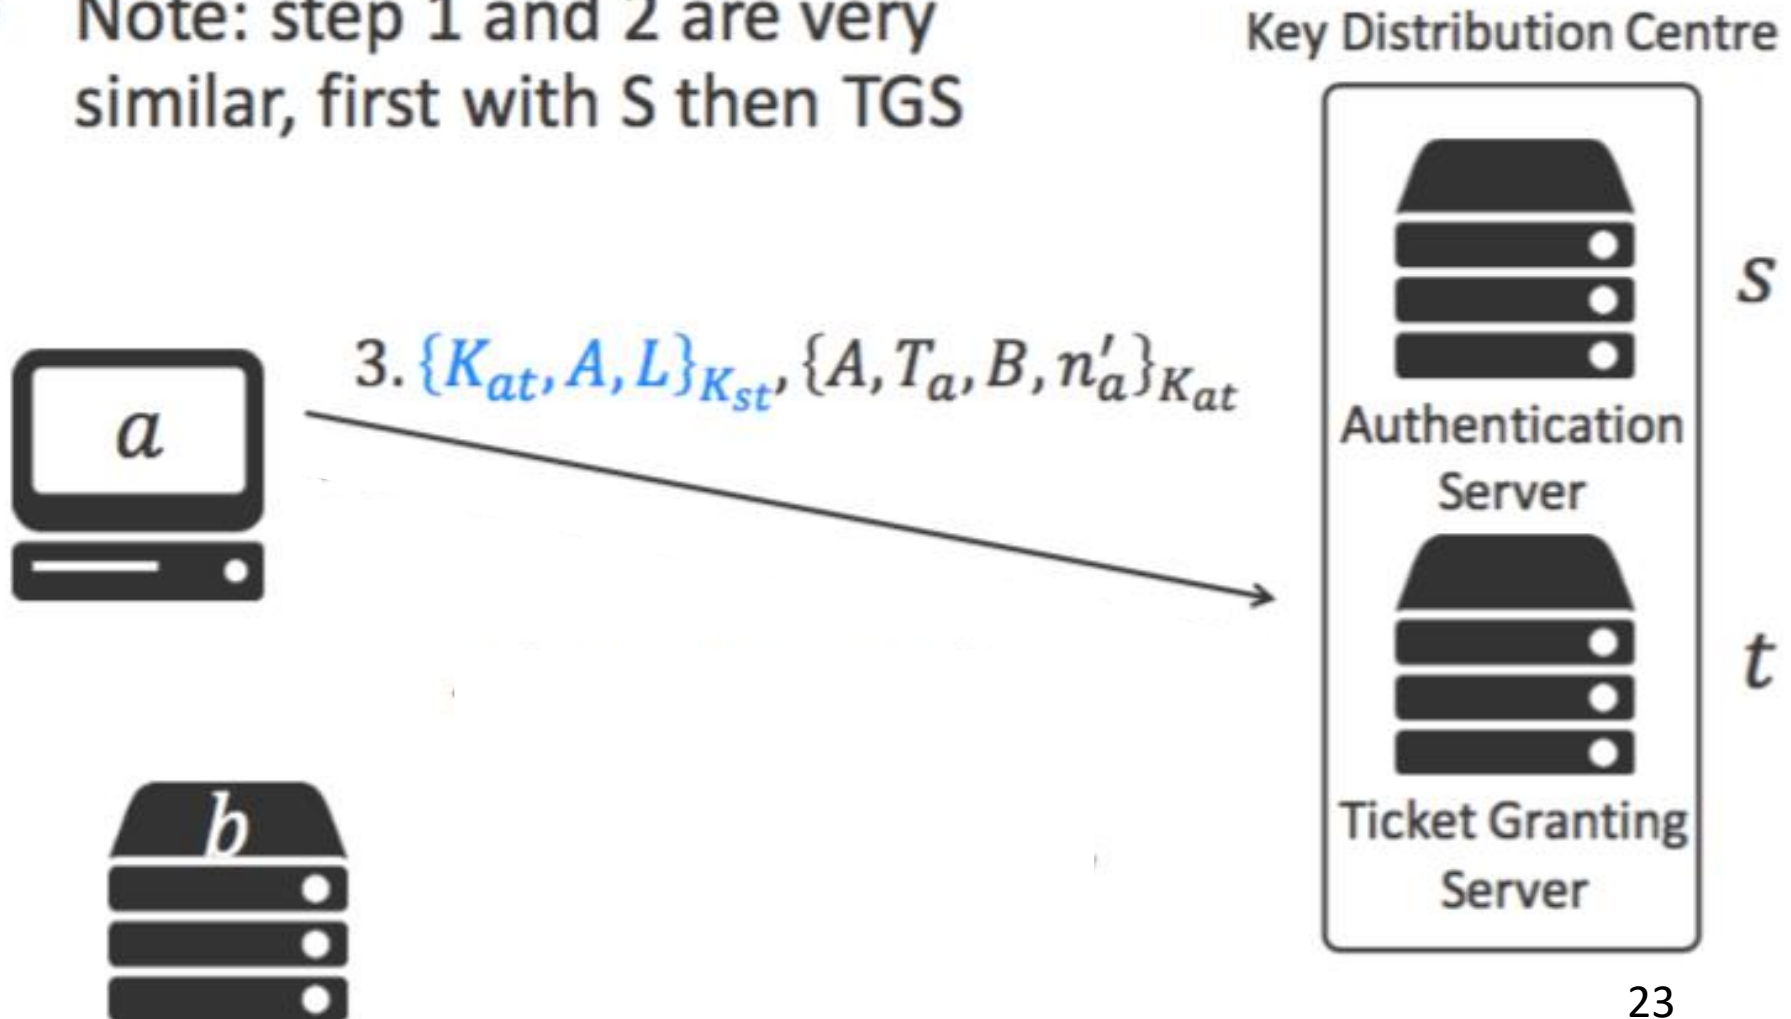 Note: step 1 and 2 are very
similar, first with S then TGS
Key Distribution Centre
3. {K_at, A, L}_K_st, {A, T_a, B, n'_a}_K_at
a
s
Authentication
Server
t
b
Ticket Granting
Server
23